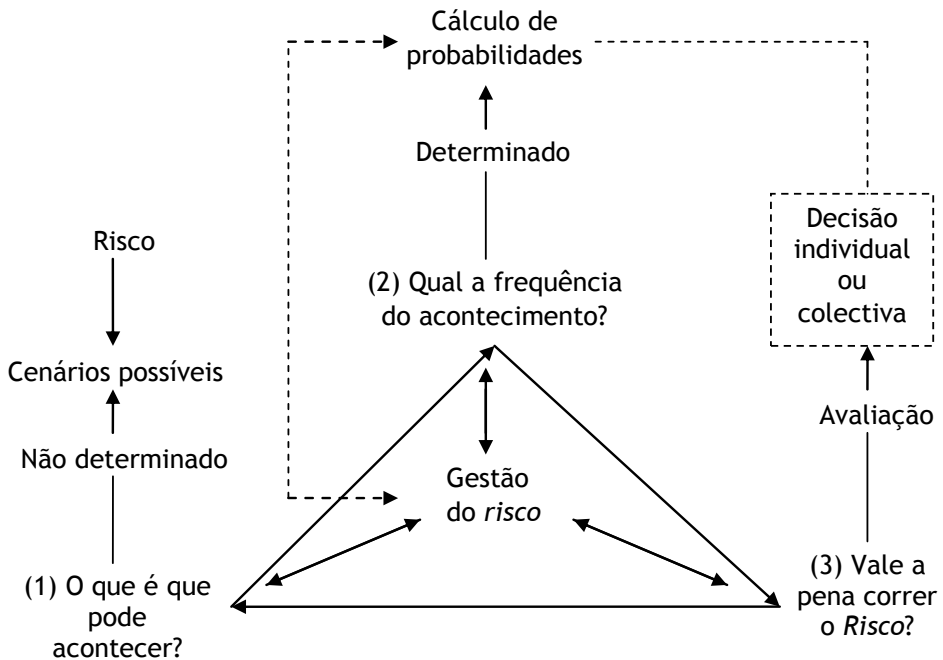 Cálculo de
probabilidades
Determinado
Decisão
individual
ou
colectiva
Risco
(2) Qual a frequência
do acontecimento?
Cenários possíveis
Avaliação
Não determinado
Gestão
do risco
(1) O que é que
pode
acontecer?
(3) Vale a
pena correr
o Risco?